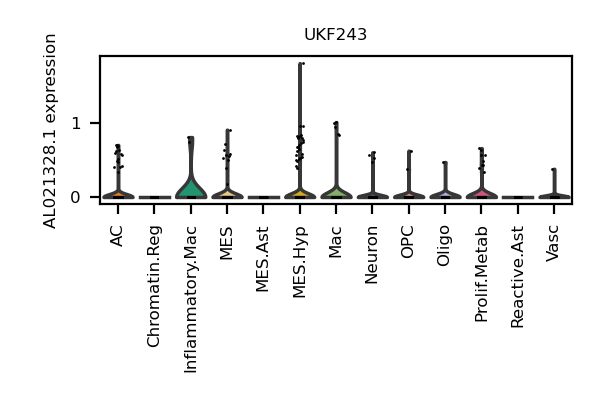 UKF243
AL021328.1 expression
1
0
AC
Chromatin.Reg
Inflammatory.Mac
MES
MES.Ast
MES.Hyp
Mac
Neuron
OPC
Oligo
Prolif.Metab
Reactive.Ast
Vasc